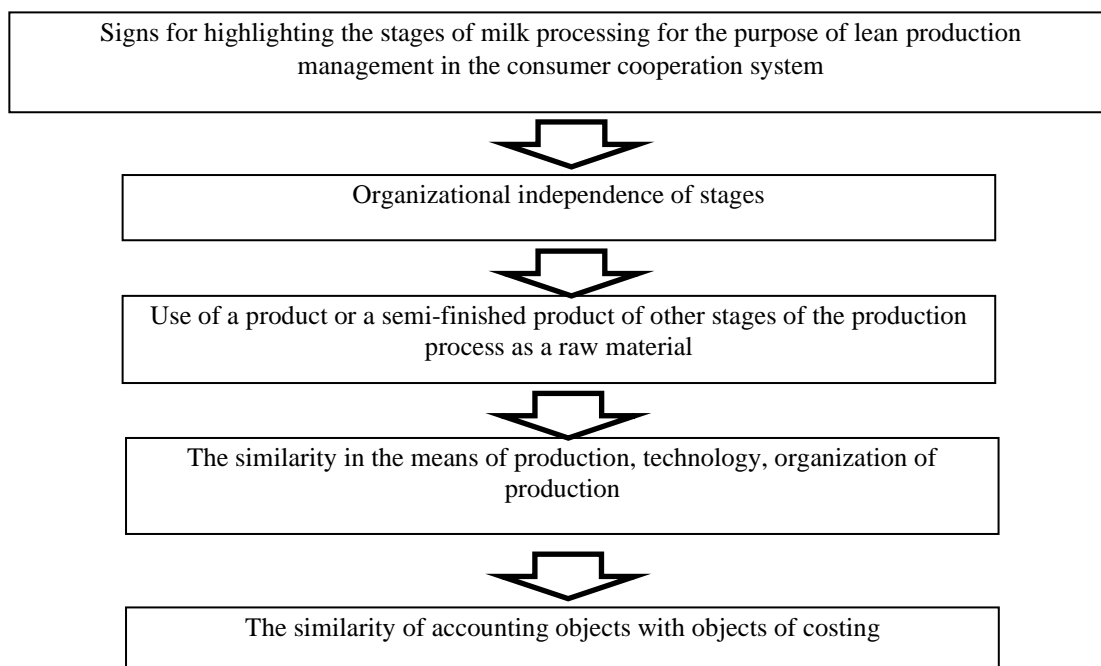 Signs for highlighting the stages of milk processing for the purpose of lean production
management in the consumer cooperation system
Organizational independence of stages
Use of a product or a semi-finished product of other stages of the production
process as a raw material
The similarity in the means of production, technology, organization of
production
The similarity of accounting objects with objects of costing